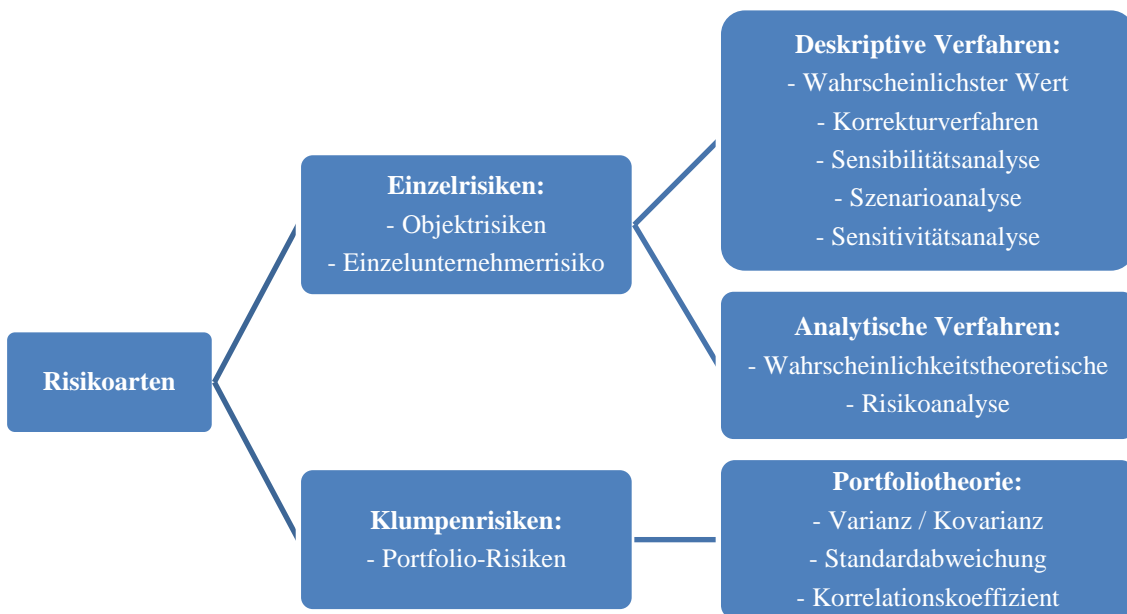 Risikoarten
Einzelrisiken:
- Objektrisiken
- Einzelunternehmerrisiko
Deskriptive Verfahren:
- Wahrscheinlichster Wert
- Korrekturverfahren
- Sensibilitätsanalyse
- Szenarioanalyse
- Sensitivitätsanalyse
Analytische Verfahren:
- Wahrscheinlichkeitstheoretische
- Risikoanalyse
Klumpenrisiken:
- Portfolio-Risiken
Portfoliotheorie:
- Varianz / Kovarianz
- Standardabweichung
- Korrelationskoeffizient